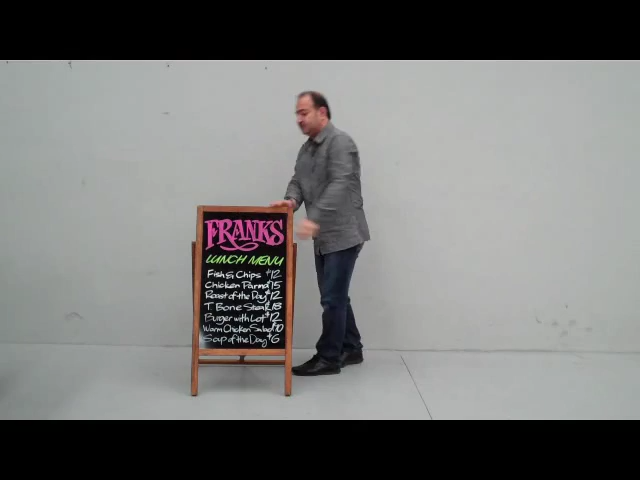 FRANKS
LUNCH MENU
Fish & Chips $12
Chicken Parma $15
Roast of the Day $12
T. Bone Steak $18
Burger with Lot $12
Warm Chicken Salad $10
Soup of the Day $6